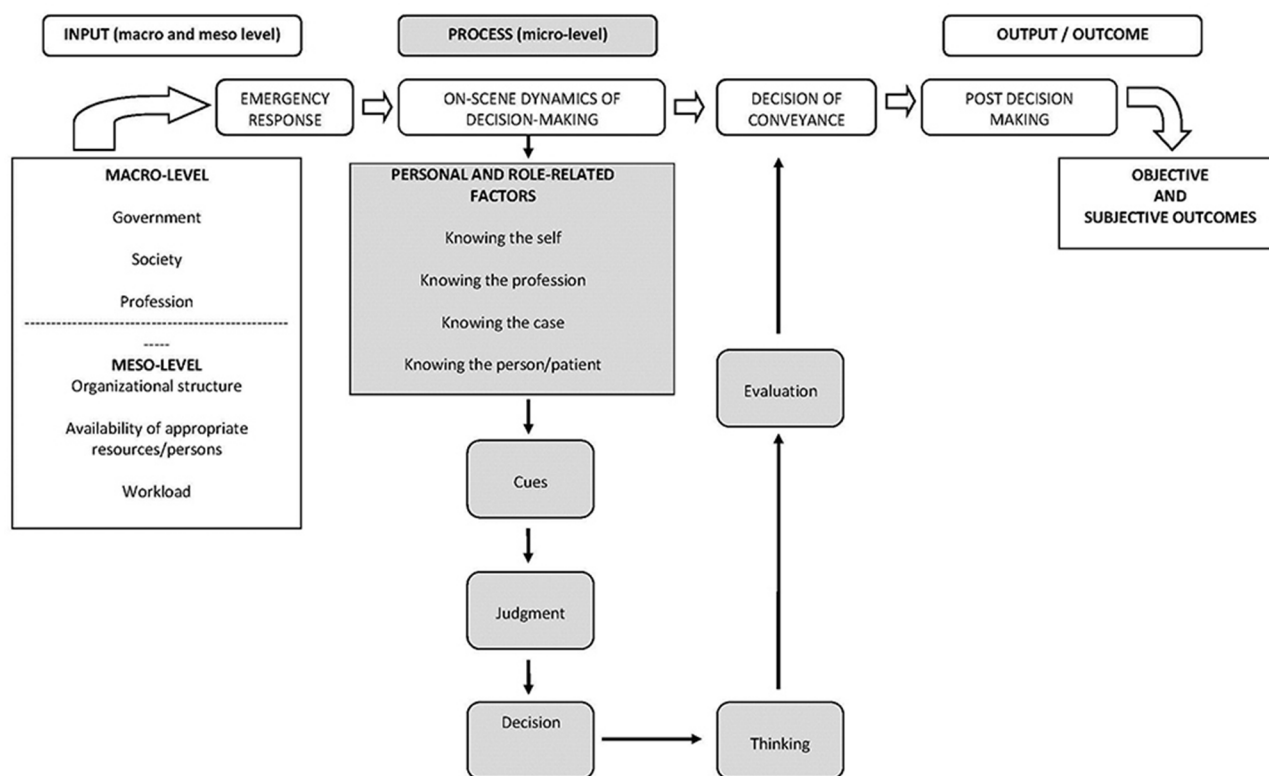 INPUT (macro and meso level)
PROCESS (micro-level)
OUTPUT / OUTCOME
EMERGENCY
RESPONSE
ON-SCENE DYNAMICS OF
DECISION-MAKING
DECISION OF
CONVEYANCE
POST DECISION
MAKING
MACRO-LEVEL
Government
Society
Profession
MESO-LEVEL
Organizational structure
Availability of appropriate
resources/persons
Workload
PERSONAL AND ROLE-RELATED
FACTORS
Knowing the self
Knowing the profession
Knowing the case
Knowing the person/patient
Cues
Judgment
Decision
Thinking
Evaluation
OBJECTIVE
AND
SUBJECTIVE OUTCOMES